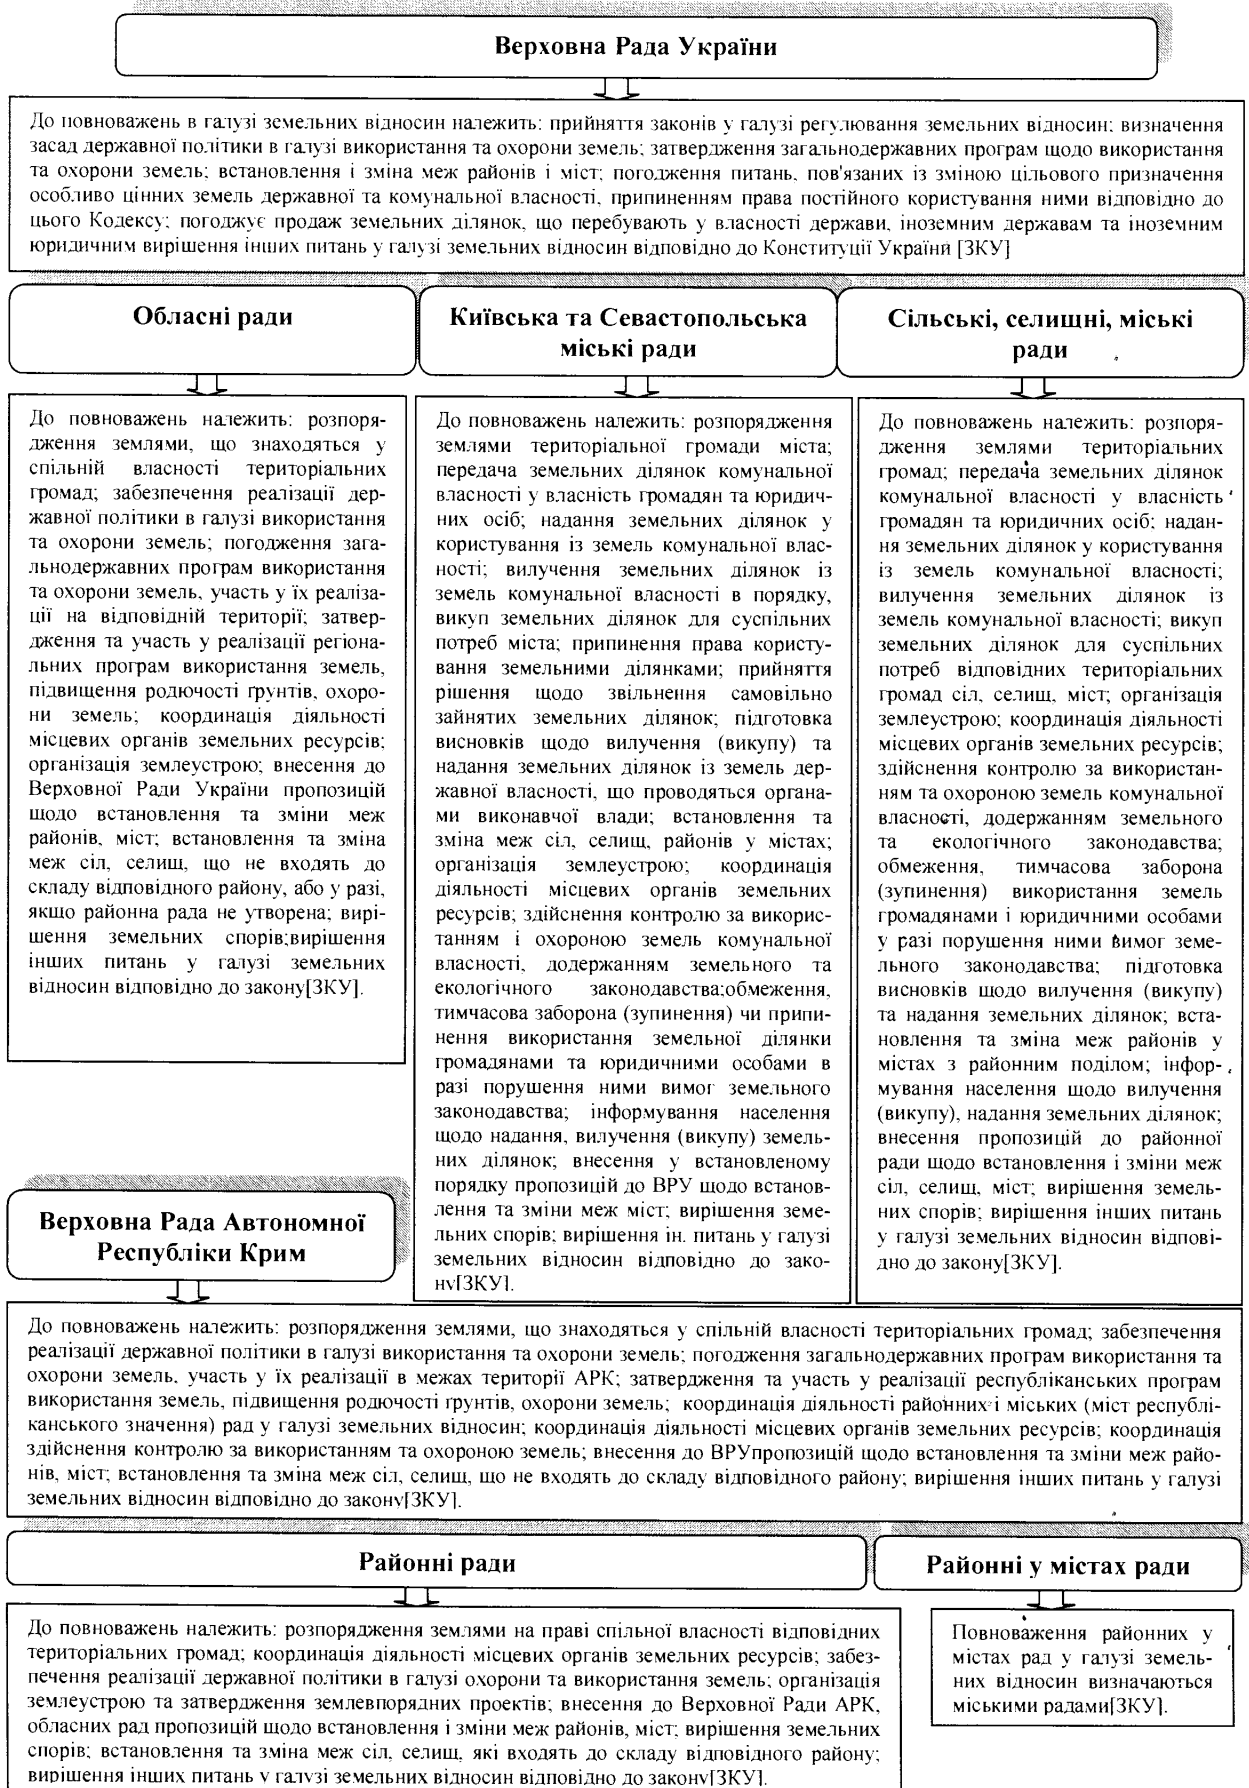 Верховна Рада України
До повноважень в галузі земельних відносин належить: прийняття законів у галузі регулювання земельних відносин; визначення
засад державної політики в галузі використання та охорони земель; затвердження загальнодержавних програм щодо використання
та охорони земель; встановлення і зміна меж районів і міст; погодження питань, пов'язаних із зміною цільового призначення
особливо цінних земель державної та комунальної власності, припиненням права постійного користування ними відповідно до
цього Кодексу; погоджує продаж земельних ділянок, що перебувають у власності держави, іноземним державам та іноземним
юридичним вирішення інших питань у галузі земельних відносин відповідно до Конституції України [ЗКУ]
Обласні ради
До повноважень належить: розпоря-
дження землями, що знаходяться у
спільній власності територіальних
громад; забезпечення реалізації дер-
жавної політики в галузі використання
та охорони земель; погодження зага-
льнодержавних програм використання
та охорони земель, участь у їх реаліза-
ції на відповідній території; затвер-
дження та участь у реалізації регіона-
льних програм використання земель,
підвищення родючості ґрунтів, охоро-
ни земель; координація діяльності
місцевих органів земельних ресурсів;
організація землеустрою; внесення до
Верховної Ради України пропозицій
щодо встановлення та зміни меж
районів, міст; встановлення та зміна
меж сіл, селищ, що не входять до
складу відповідного району, або у разі,
якщо районна рада не утворена; вирі-
шення земельних спорів;вирішення
інших питань у галузі земельних
відносин відповідно до закону[ЗКУ].
Київська та Севастопольська
міські ради
До повноважень належить: розпорядження
землями територіальної громади міста;
передача земельних ділянок комунальної
власності у власність громадян та юридич-
них осіб; надання земельних ділянок у
користування із земель комунальної влас-
ності; вилучення земельних ділянок із
земель комунальної власності в порядку,
викуп земельних ділянок для суспільних
потреб міста; припинення права користу-
вання земельними ділянками; прийняття
рішення щодо звільнення самовільно
зайнятих земельних ділянок; підготовка
висновків щодо вилучення (викупу) та
надання земельних ділянок із земель дер-
жавної власності, що проводяться органа-
ми виконавчої влади; встановлення та
зміна меж сіл, селищ, районів у містах;
організація землеустрою; координація
діяльності місцевих органів земельних
ресурсів; здійснення контролю за викорис-
танням і охороною земель комунальної
власності, додержанням земельного та
екологічного законодавства;обмеження,
тимчасова заборона (зупинення) чи припи-
нення використання земельної ділянки
громадянами та юридичними особами в
разі порушення ними вимог земельного
законодавства; інформування населення
щодо надання, вилучення (викупу) земель-
них ділянок; внесення у встановленому
порядку пропозицій до ВРУ щодо встанов-
лення та зміни меж міст; вирішення земе-
льних спорів; вирішення ін. питань у галузі
земельних відносин відповідно до зако-
ну[ЗКУ].
Сільські, селищні, міські
ради
До повноважень належить: розпоря-
дження землями територіальних
громад; передача земельних ділянок
комунальної власності у власність
громадян та юридичних осіб; надан-
ня земельних ділянок у користування
із земель комунальної власності;
вилучення земельних ділянок із
земель комунальної власності; викуп
земельних ділянок для суспільних
потреб відповідних територіальних
громад сіл, селищ, міст; організація
землеустрою; координація діяльності
місцевих органів земельних ресурсів;
здійснення контролю за використан-
ням та охороною земель комунальної
власності, додержанням земельного
та екологічного законодавства;
обмеження, тимчасова заборона
(зупинення) використання земель
громадянами і юридичними особами
у разі порушення ними вимог земе-
льного законодавства; підготовка
висновків щодо вилучення (викупу)
та надання земельних ділянок; вста-
новлення та зміна меж районів у
містах з районним поділом; інфор-
мування населення щодо вилучення
(викупу), надання земельних ділянок;
внесення пропозицій до районної
ради щодо встановлення і зміни меж
сіл, селищ, міст; вирішення земель-
них спорів; вирішення інших питань
у галузі земельних відносин відпові-
дно до закону[ЗКУ].
Верховна Рада Автономної
Республіки Крим
До повноважень належить: розпорядження землями, що знаходяться у спільній власності територіальних громад; забезпечення
реалізації державної політики в галузі використання та охорони земель; погодження загальнодержавних програм використання та
охорони земель, участь у їх реалізації в межах території АРК; затвердження та участь у реалізації республіканських програм
використання земель, підвищення родючості ґрунтів, охорони земель; координація діяльності районних і міських (міст республі-
канського значення) рад у галузі земельних відносин; координація діяльності місцевих органів земельних ресурсів; координація
здійснення контролю за використанням та охороною земель; внесення до ВРУпропозицій щодо встановлення та зміни меж райо-
нів, міст; встановлення та зміна меж сіл, селищ, що не входять до складу відповідного району; вирішення інших питань у галузі
земельних відносин відповідно до закону[ЗКУ].
Районні ради
До повноважень належить: розпорядження землями на праві спільної власності відповідних
територіальних громад; координація діяльності місцевих органів земельних ресурсів; забез-
печення реалізації державної політики в галузі охорони та використання земель; організація
землеустрою та затвердження землевпорядних проектів; внесення до Верховної Ради АРК,
обласних рад пропозицій щодо встановлення і зміни меж районів, міст; вирішення земельних
спорів; встановлення та зміна меж сіл, селищ, які входять до складу відповідного району;
вирішення інших питань у галузі земельних відносин відповідно до закону[ЗКУ].
Районні у містах ради
Повноваження районних у
містах рад у галузі земель-
них відносин визначаються
міськими радами[ЗКУ].